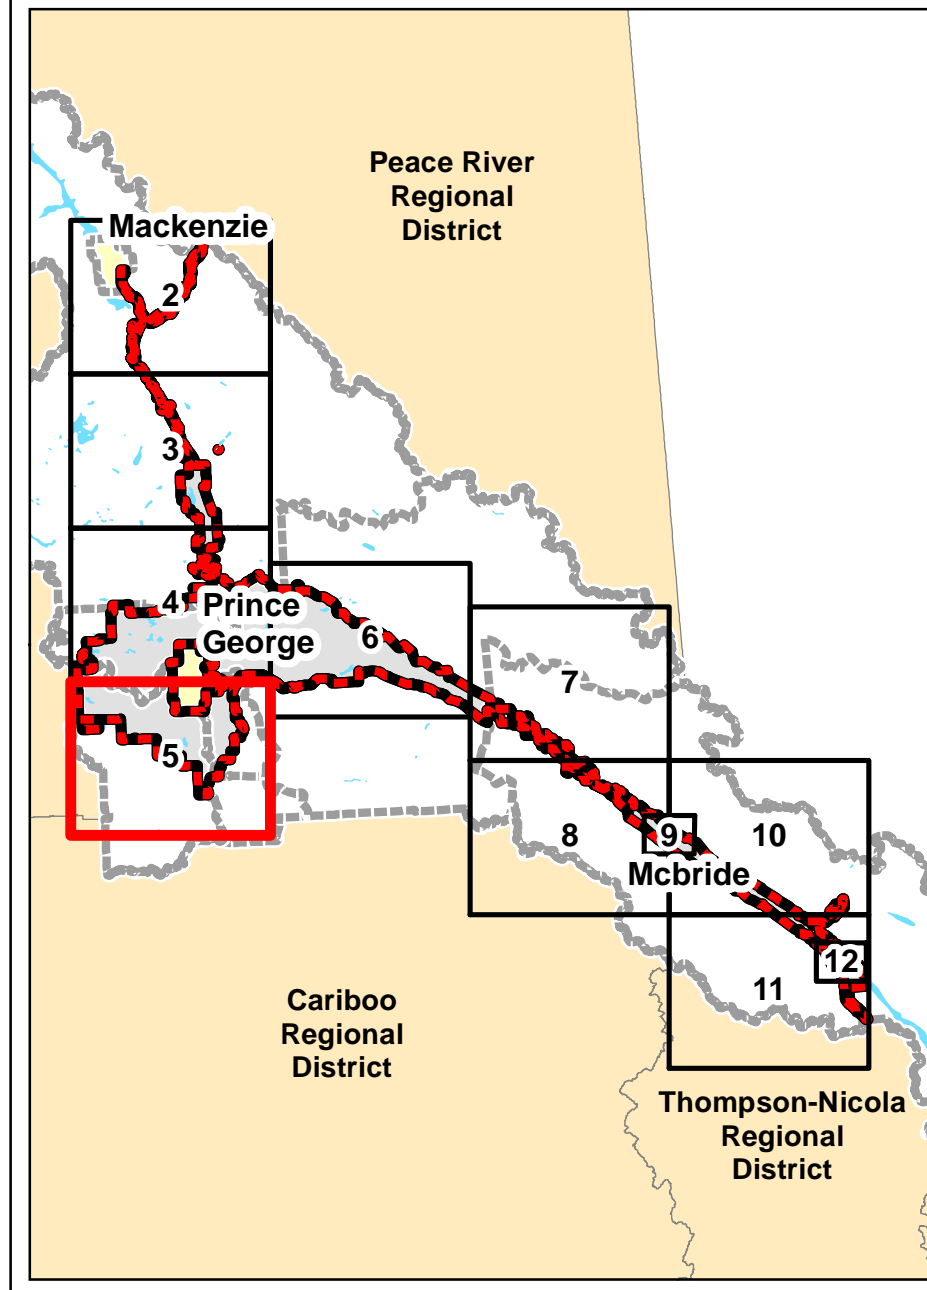 Peace River
Regional
District
Mackenzie
2
3
4
Prince
George
6
7
5
8
9
10
Mcbride
12
11
Cariboo
Regional
District
Thompson-Nicola
Regional
District